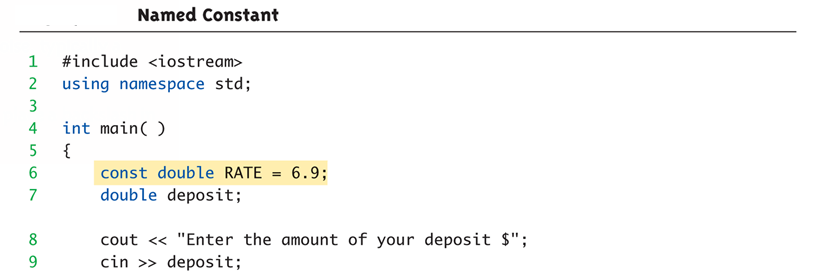 Named Constant
1 #include <iostream>
2 using namespace std;
3
4 int main( )
5 {
6 const double RATE = 6.9;
7 double deposit;
8 cout << "Enter the amount of your deposit $";
9 cin >> deposit;